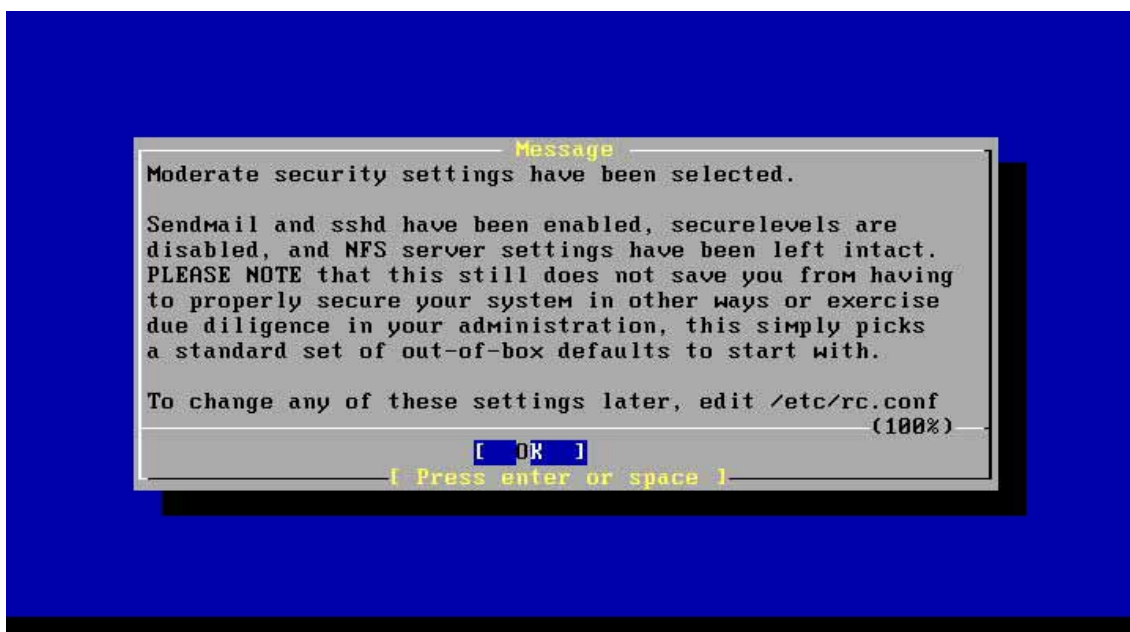 Message
Moderate security settings have been selected.
Sendmail and sshd have been enabled, securelevels are
disabled, and NFS server settings have been left intact.
PLEASE NOTE that this still does not save you from having
to properly secure your system in other ways or exercise
due diligence in your administration, this simply picks
a standard set of out-of-box defaults to start with.
To change any of these settings later, edit /etc/rc.conf
(100%)
[ OK ]
[ Press enter or space ]